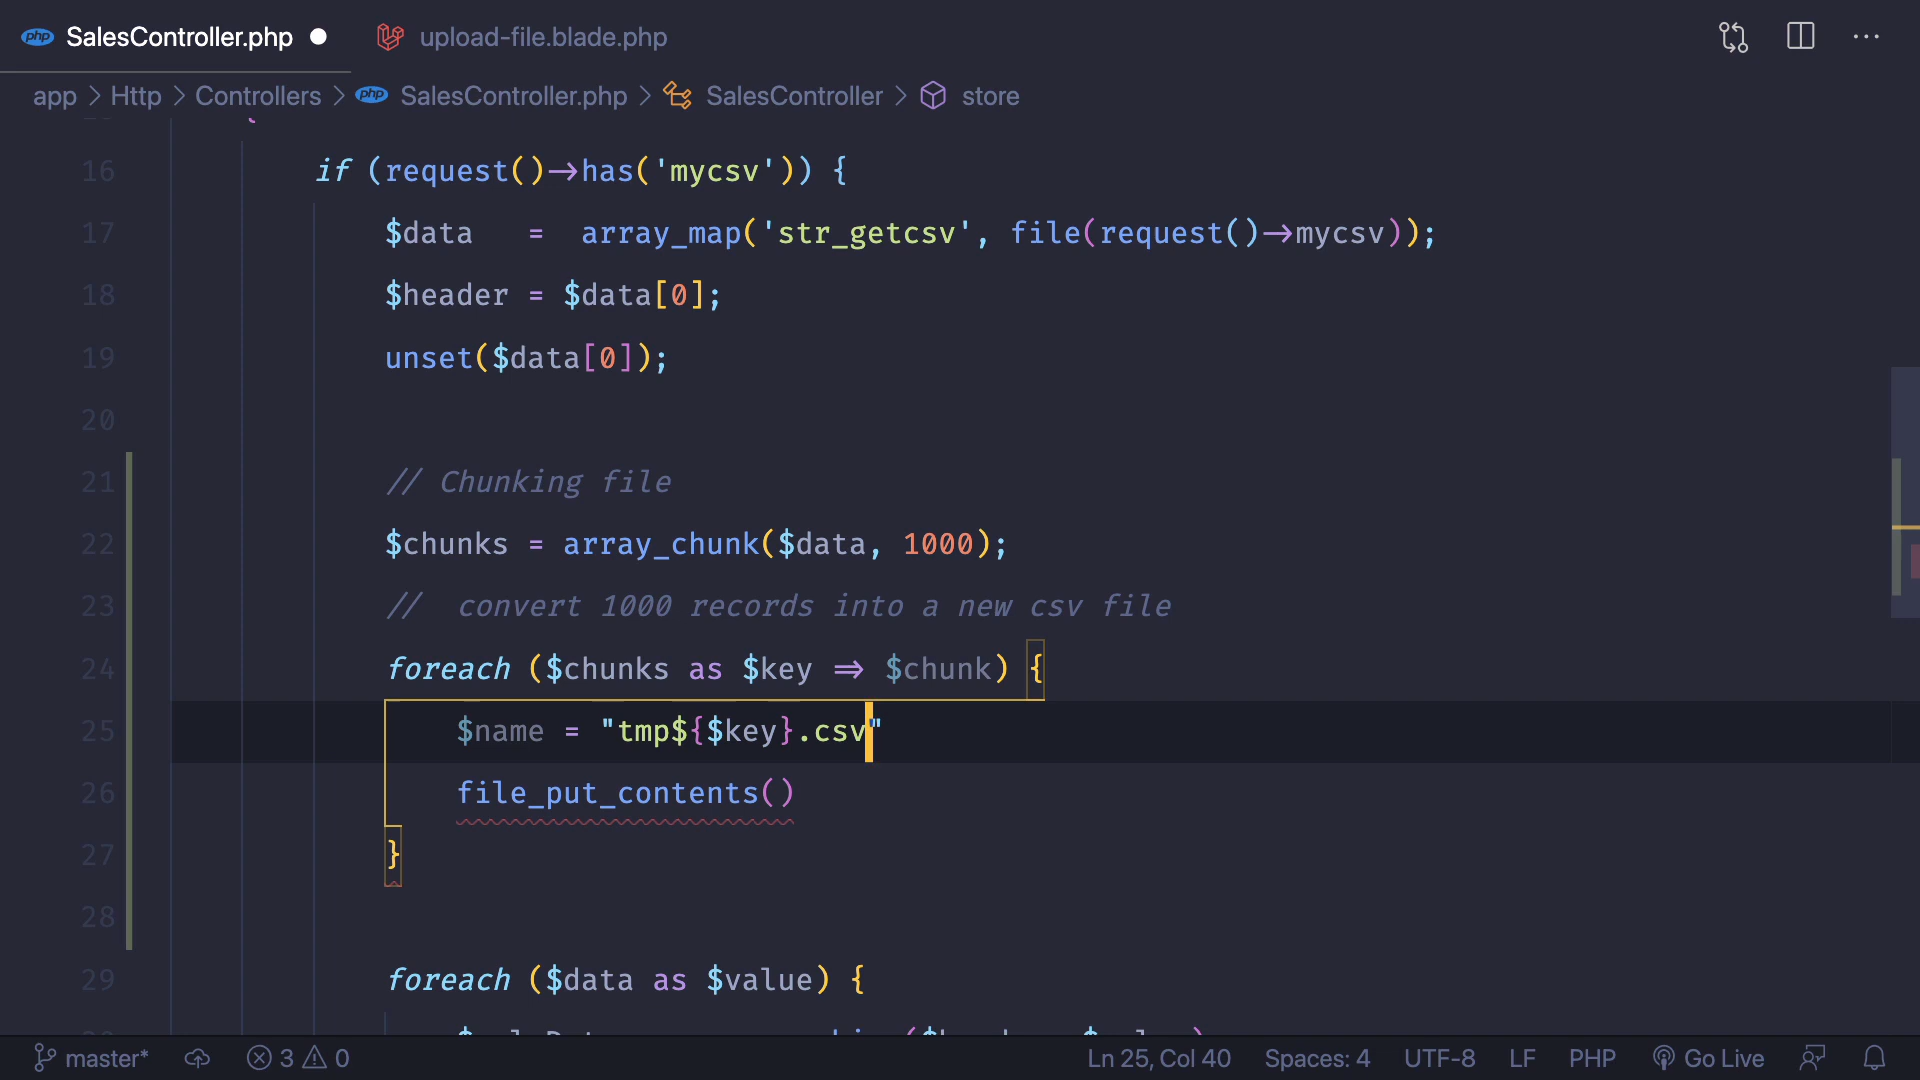 php SalesController.php upload-file.blade.php
app > Http > Controllers > php SalesController.php > SalesController > store
16 if (request()->has('mycsv')) {
17 $data = array_map('str_getcsv', file(request()->mycsv));
18 $header = $data[0];
19 unset($data[0]);
20
21 // Chunking file
22 $chunks = array_chunk($data, 1000);
23 // convert 1000 records into a new csv file
24 foreach ($chunks as $key => $chunk) {
25 $name = "tmp${$key}.csv"
26 file_put_contents()
27 }
28
29 foreach ($data as $value) {
master* 3 0 Ln 25, Col 40 Spaces: 4 UTF-8 LF PHP Go Live